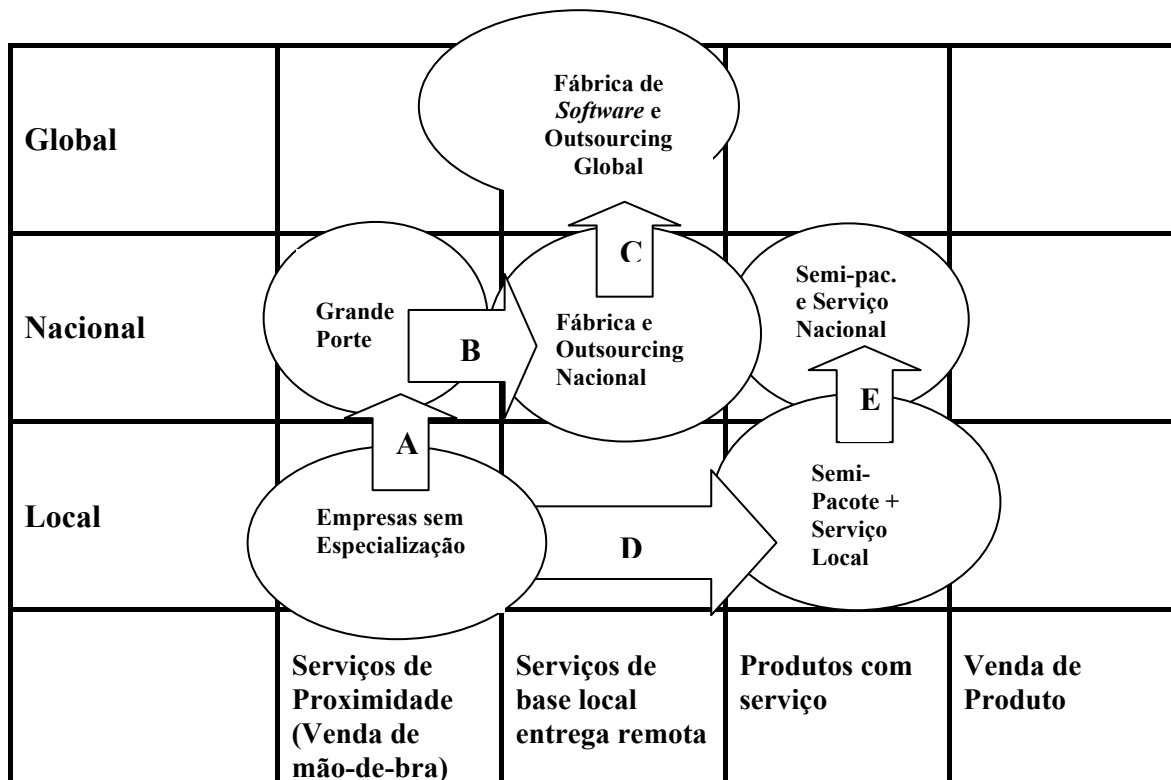 Global
Fábrica de
Software e
Outsourcing
Global
Nacional
Grande
Porte
B
Fábrica e
Outsourcing
Nacional
C
Semi-pac.
e Serviço
Nacional
Local
A
Empresas sem
Especialização
D
Semi-
Pacote +
Serviço
Local
E
Serviços de
Proximidade
(Venda de
mão-de-bra)
Serviços de
base local
entrega remota
Produtos com
serviço
Venda de
Produto